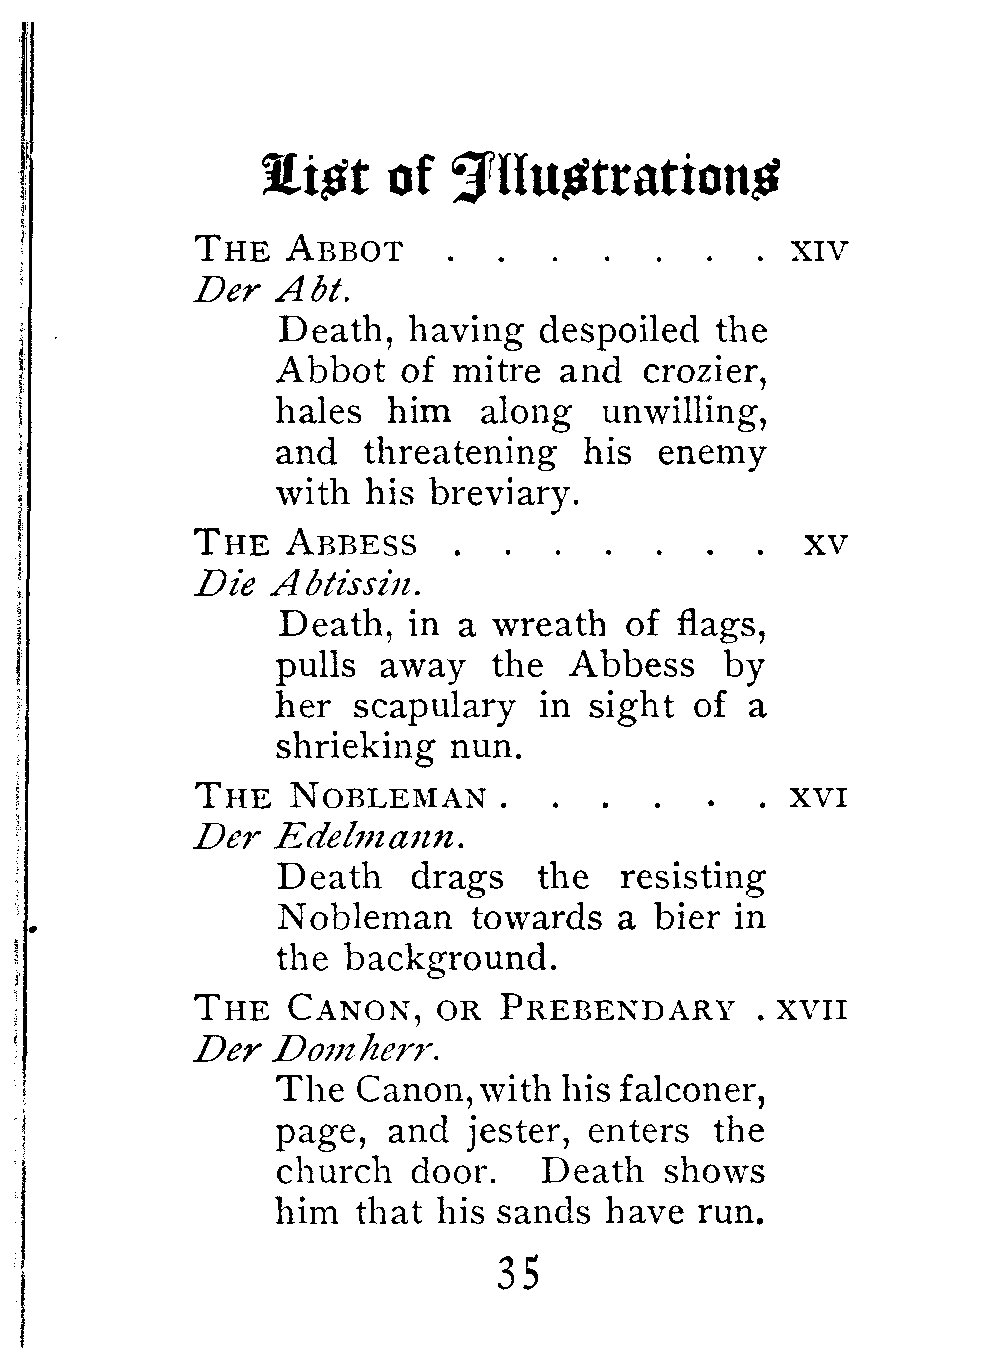 List of Illustrations
THE ABBOT . . . . . . . XIV
Der Abt.
Death, having despoiled the
Abbot of mitre and crozier,
hales him along unwilling,
and threatening his enemy
with his breviary.
THE ABBESS . . . . . . . XV
Die Abtissin.
Death, in a wreath of flags,
pulls away the Abbess by
her scapulary in sight of a
shrieking nun.
THE NOBLEMAN . . . . . . XVI
Der Edelmann.
Death drags the resisting
Nobleman towards a bier in
the background.
THE CANON, OR PREBENDARY . XVII
Der Domherr.
The Canon, with his falconer,
page, and jester, enters the
church door. Death shows
him that his sands have run.
35